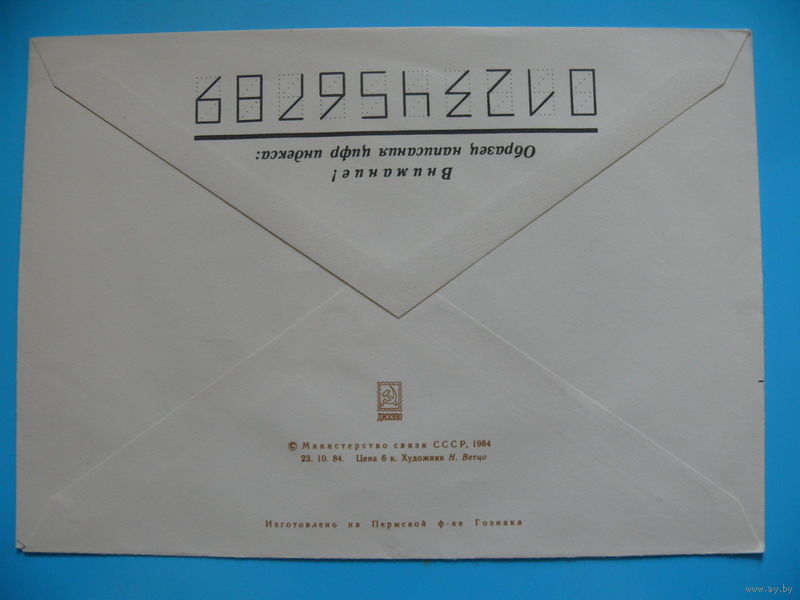 Внимание!
Образец написания цифр индекса:
0123456789
ДИЭЗПО
© Министерство связи СССР, 1984
23. 10. 84. Цена 6 к. Художник Н. Ветцо
Изготовлено на Пермской ф-ке Гознака
www.ay.by